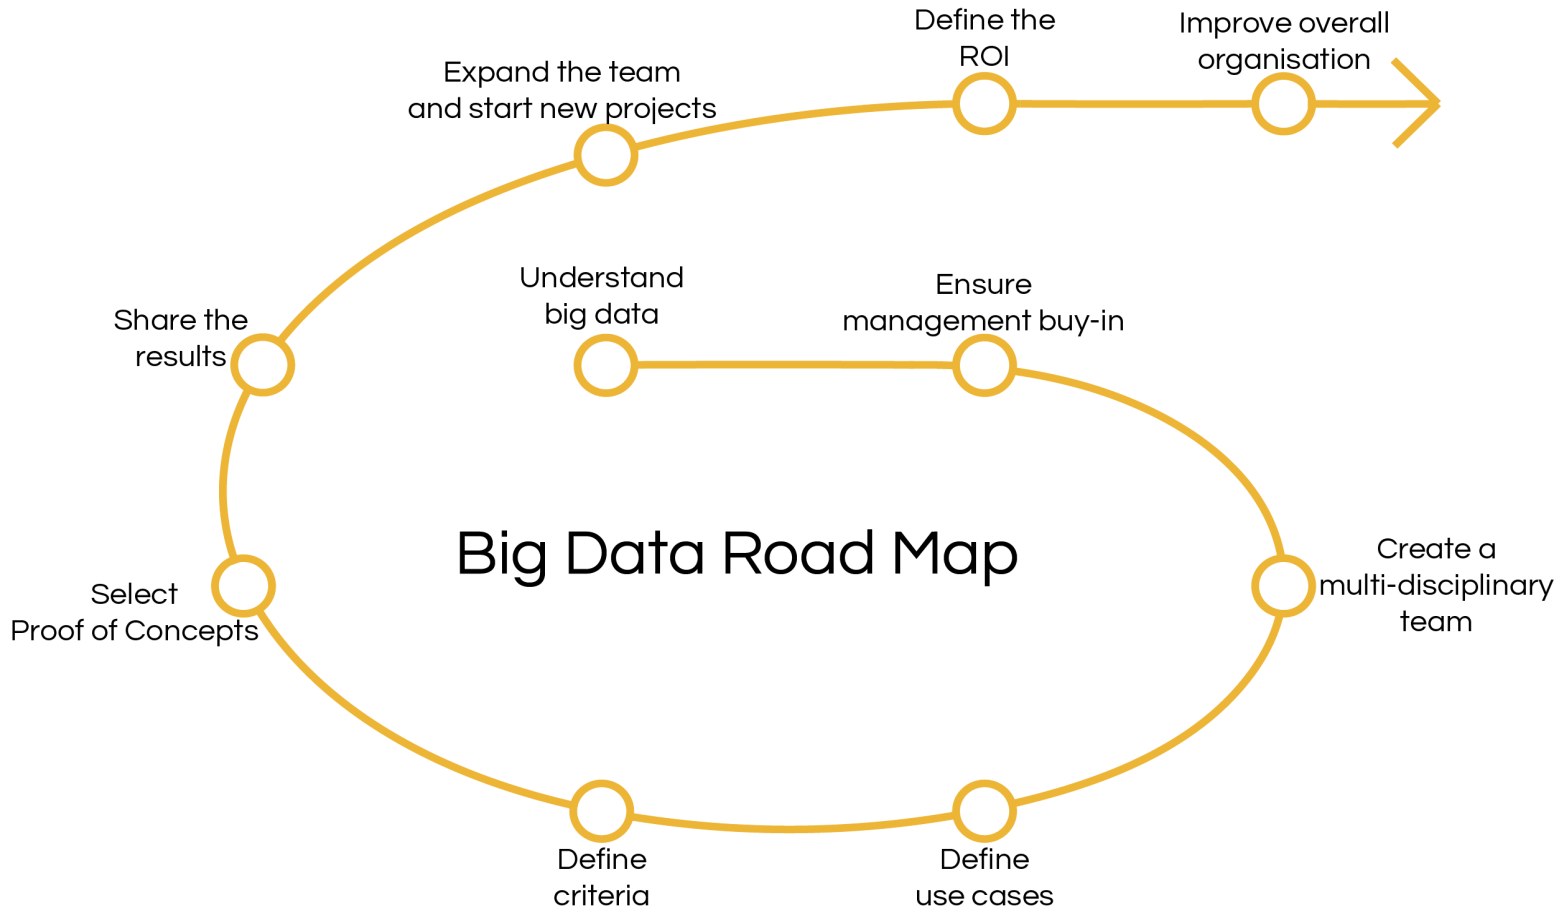 Define the
ROI
Improve overall
organisation
Expand the team
and start new projects
Understand
big data
Ensure
management buy-in
Share the
results
Big Data Road Map
Create a
multi-disciplinary
team
Select
Proof of Concepts
Define
criteria
Define
use cases